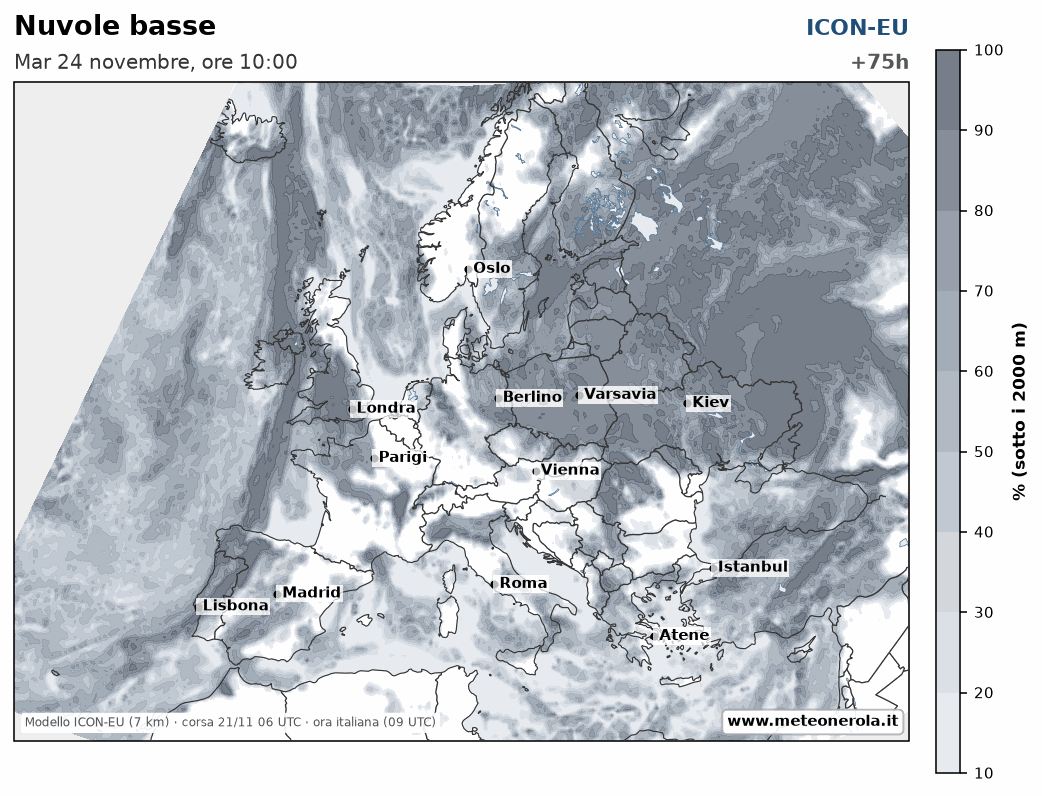 Nuvole basse
ICON-EU
Mar 24 novembre, ore 10:00
+75h
100
90
80
70
60
50
40
30
20
10
% (sotto i 2000 m)
Oslo
Londra
Berlino
Varsavia
Kiev
Parigi
Vienna
Istanbul
Roma
Madrid
Lisbona
Atene
Modello ICON-EU (7 km) · corsa 21/11 06 UTC · ora italiana (09 UTC)
www.meteonerola.it